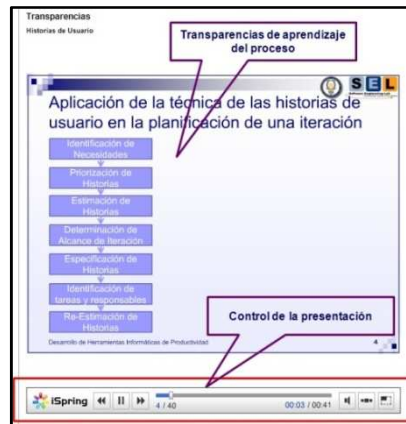 Transparencias
Historias de Usuario
Transparencias de aprendizaje
del proceso
SEL
Aplicación de la técnica de las historias de
usuario en la planificación de una iteración
Identificación de
Necesidades
Priorización de
Historias
Estimación de
Historias
Determinación de
Alcance de Iteración
Especificación de
Historias
Identificación de
tareas y responsables
Re-Estimación de
Historias
Control de la presentación
Desarrollo de Herramientas Informáticas de Productividad
4
iSpring
4 / 40
00:03 / 00:41